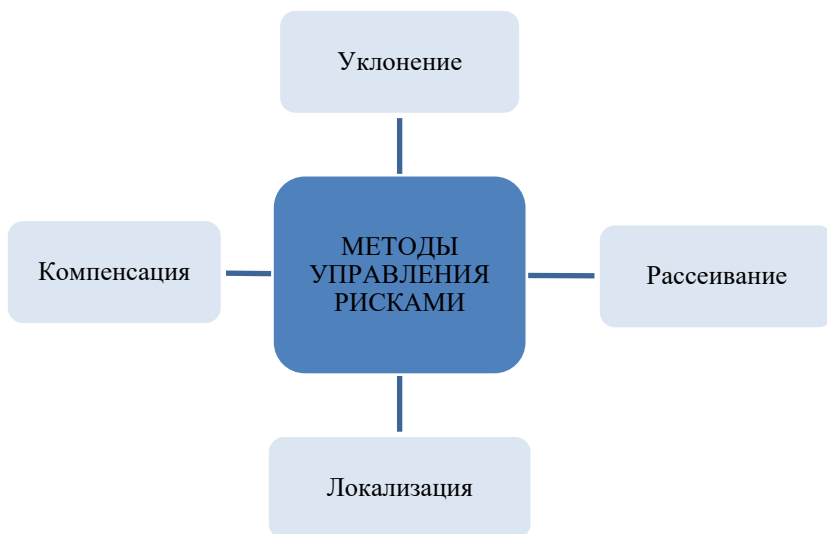 Уклонение
Компенсация
МЕТОДЫ
УПРАВЛЕНИЯ
РИСКАМИ
Рассеивание
Локализация